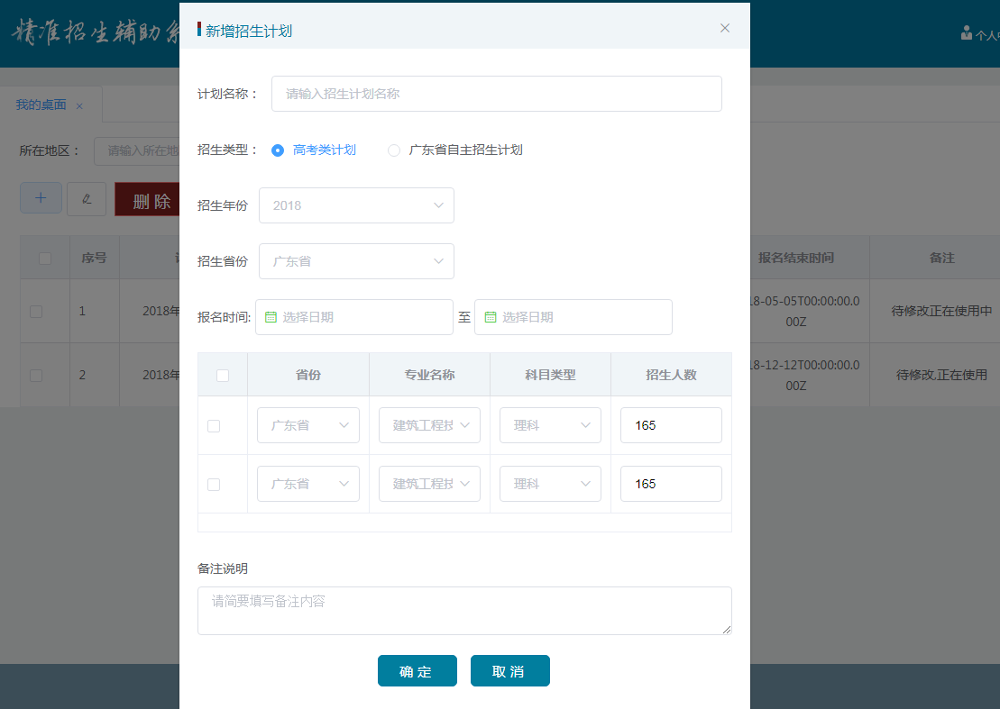 精准招生辅助系
个人中
新增招生计划
我的桌面
计划名称：
请输入招生计划名称
所在地区：
请输入所在地
招生类型：
高考类计划
广东省自主招生计划
删 除
招生年份
2018
招生省份
广东省
序号
报名结束时间
备注
报名时间:
选择日期
至
选择日期
1
2018年
18-05-05T00:00:00.0
00Z
待修改正在使用中
省份
专业名称
科目类型
招生人数
2
2018年
18-12-12T00:00:00.0
00Z
待修改,正在使用
广东省
建筑工程技
理科
165
广东省
建筑工程技
理科
165
备注说明
请简要填写备注内容
确 定
取 消